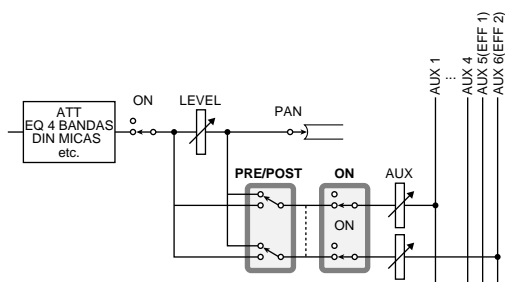 ATT
EQ 4 BANDAS
DIN MICAS
etc.
ON
LEVEL
PAN
PRE/POST
ON
AUX
ON
AUX 1
...
AUX 4
AUX 5(EFF 1)
AUX 6(EFF 2)